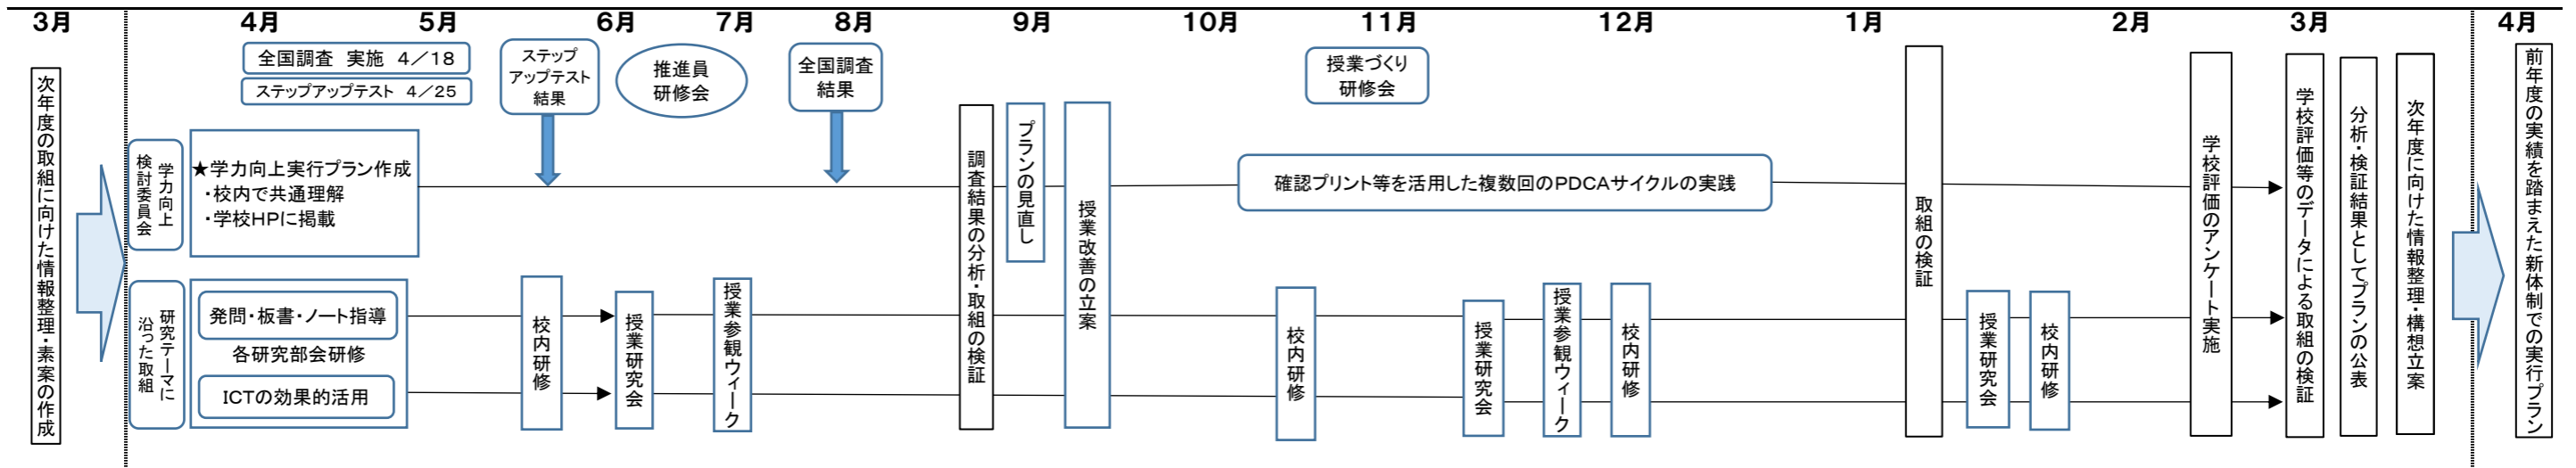 3月
4月
5月
6月
7月
8月
9月
10月
11月
12月
1月
2月
3月
4月
次年度の取組に向けた情報整理・素案の作成
全国調査 実施 4/18
ステップアップテスト 4/25
ステップ
アップテスト
結果
推進員
研修会
全国調査
結果
授業づくり
研修会
学力向上
検討委員会
★学力向上実行プラン作成
・校内で共通理解
・学校HPに掲載
研究テーマに
沿った取組
発問・板書・ノート指導
各研究部会研修
ICTの効果的活用
校内研修
授業研究会
授業参観ウィーク
調査結果の分析・取組の検証
プランの見直し
授業改善の立案
確認プリント等を活用した複数回のPDCAサイクルの実践
校内研修
授業研究会
授業参観ウィーク
校内研修
取組の検証
授業研究会
校内研修
学校評価のアンケート実施
学校評価等のデータによる取組の検証
分析・検証結果としてプランの公表
次年度に向けた情報整理・構想立案
前年度の実績を踏まえた新体制での実行プラン